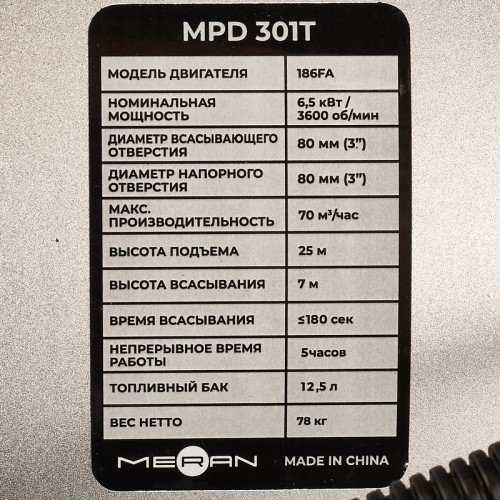 MPD 301T
МОДЕЛЬ ДВИГАТЕЛЯ 186FA
НОМИНАЛЬНАЯ МОЩНОСТЬ 6,5 кВт / 3600 об/мин
ДИАМЕТР ВСАСЫВАЮЩЕГО ОТВЕРСТИЯ 80 мм (3”)
ДИАМЕТР НАПОРНОГО ОТВЕРСТИЯ 80 мм (3”)
МАКС. ПРОИЗВОДИТЕЛЬНОСТЬ 70 м³/час
ВЫСОТА ПОДЪЕМА 25 м
ВЫСОТА ВСАСЫВАНИЯ 7 м
ВРЕМЯ ВСАСЫВАНИЯ ≤180 сек
НЕПРЕРЫВНОЕ ВРЕМЯ РАБОТЫ 5часов
ТОПЛИВНЫЙ БАК 12,5 л
ВЕС НЕТТО 78 кг
MERAN MADE IN CHINA